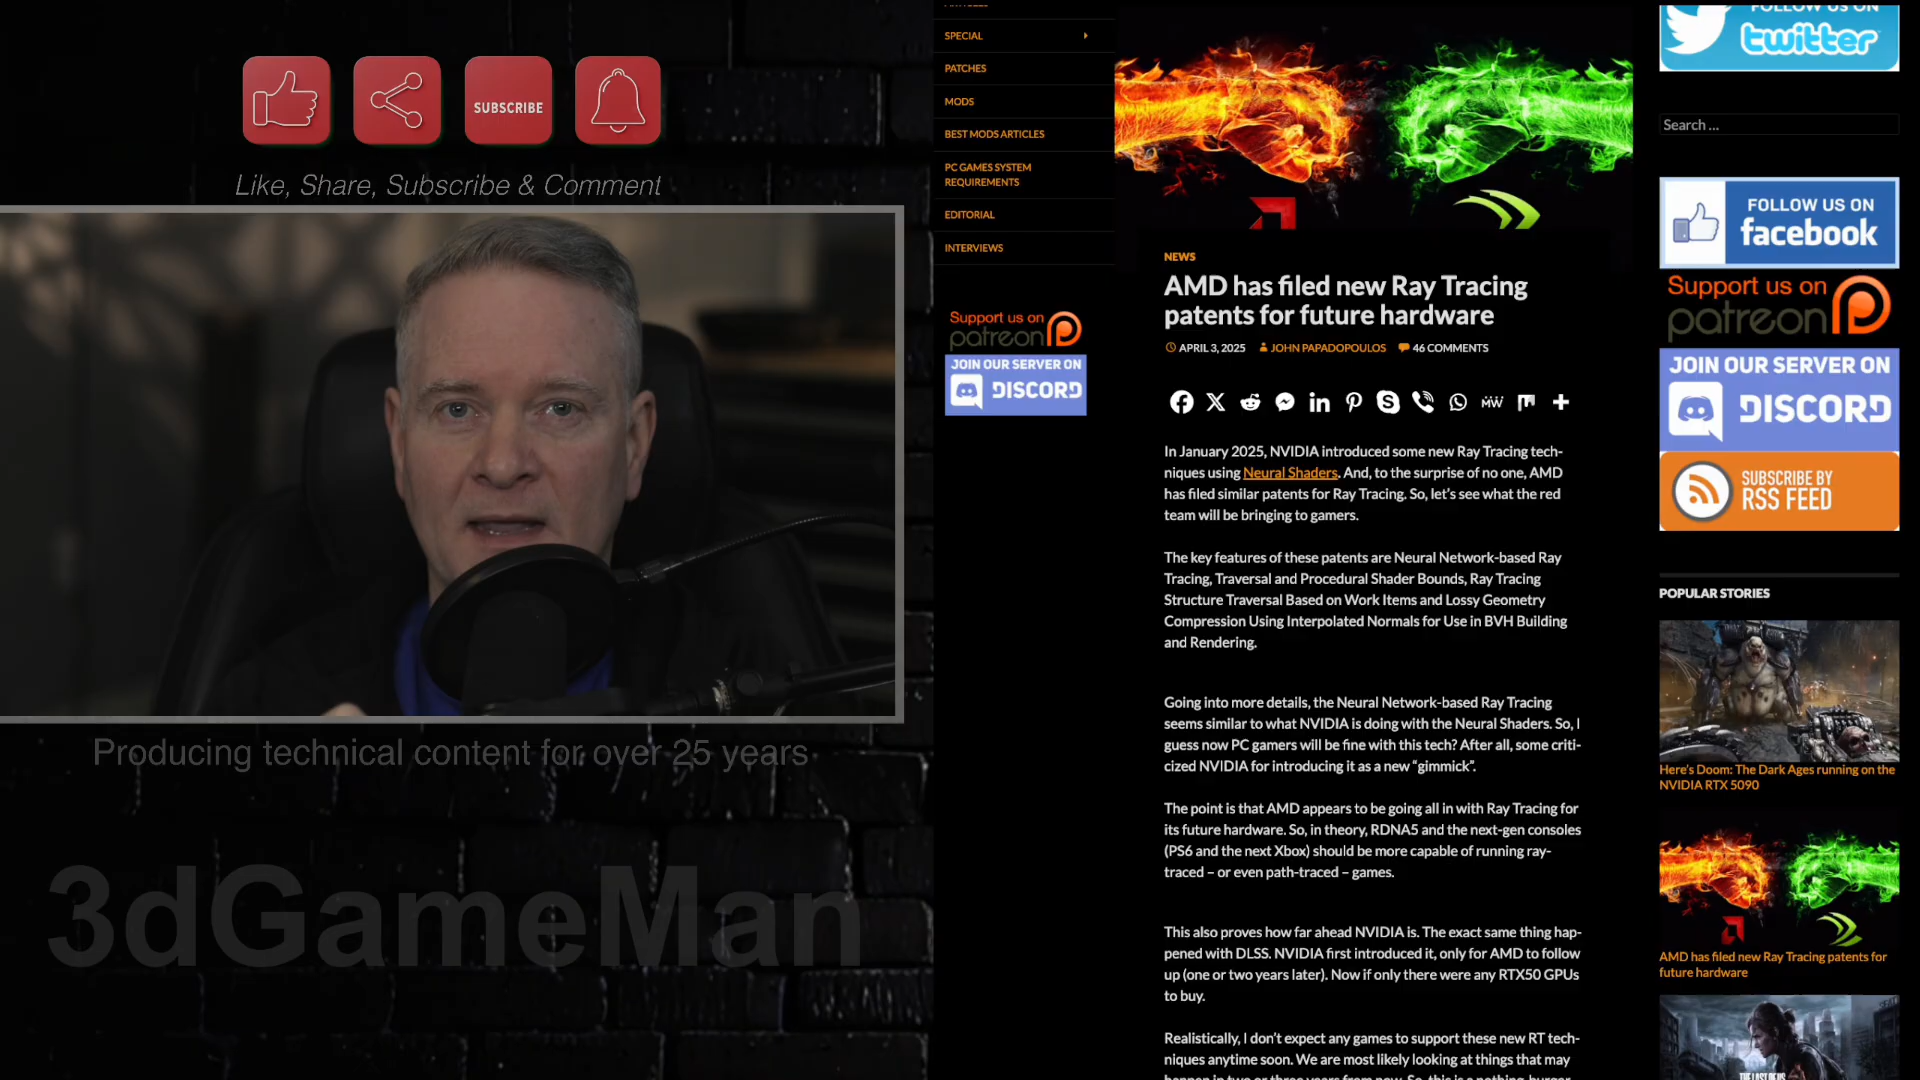 SUBSCRIBE
Like, Share, Subscribe & Comment
Producing technical content for over 25 years
3dGameMan
SPECIAL
PATCHES
MODS
BEST MODS ARTICLES
PC GAMES SYSTEM
REQUIREMENTS
EDITORIAL
INTERVIEWS
Support us on
patreon
JOIN OUR SERVER ON
DISCORD
NEWS
AMD has filed new Ray Tracing
patents for future hardware
APRIL 3, 2025 JOHN PAPADOPOULOS 46 COMMENTS
MW
In January 2025, NVIDIA introduced some new Ray Tracing tech-
niques using Neural Shaders. And, to the surprise of no one, AMD
has filed similar patents for Ray Tracing. So, let's see what the red
team will be bringing to gamers.
The key features of these patents are Neural Network-based Ray
Tracing, Traversal and Procedural Shader Bounds, Ray Tracing
Structure Traversal Based on Work Items and Lossy Geometry
Compression Using Interpolated Normals for Use in BVH Building
and Rendering.
Going into more details, the Neural Network-based Ray Tracing
seems similar to what NVIDIA is doing with the Neural Shaders. So, I
guess now PC gamers will be fine with this tech? After all, some criti-
cized NVIDIA for introducing it as a new “gimmick”.
The point is that AMD appears to be going all in with Ray Tracing for
its future hardware. So, in theory, RDNA5 and the next-gen consoles
(PS6 and the next Xbox) should be more capable of running ray-
traced – or even path-traced – games.
This also proves how far ahead NVIDIA is. The exact same thing hap-
pened with DLSS. NVIDIA first introduced it, only for AMD to follow
up (one or two years later). Now if only there were any RTX50 GPUs
to buy.
Realistically, I don't expect any games to support these new RT tech-
niques anytime soon. We are most likely looking at things that may
FOLLOW US ON
twitter
Search ...
FOLLOW US ON
facebook
Support us on
patreon
JOIN OUR SERVER ON
DISCORD
SUBSCRIBE BY
RSS FEED
POPULAR STORIES
Here's Doom: The Dark Ages running on the
NVIDIA RTX 5090
AMD has filed new Ray Tracing patents for
future hardware